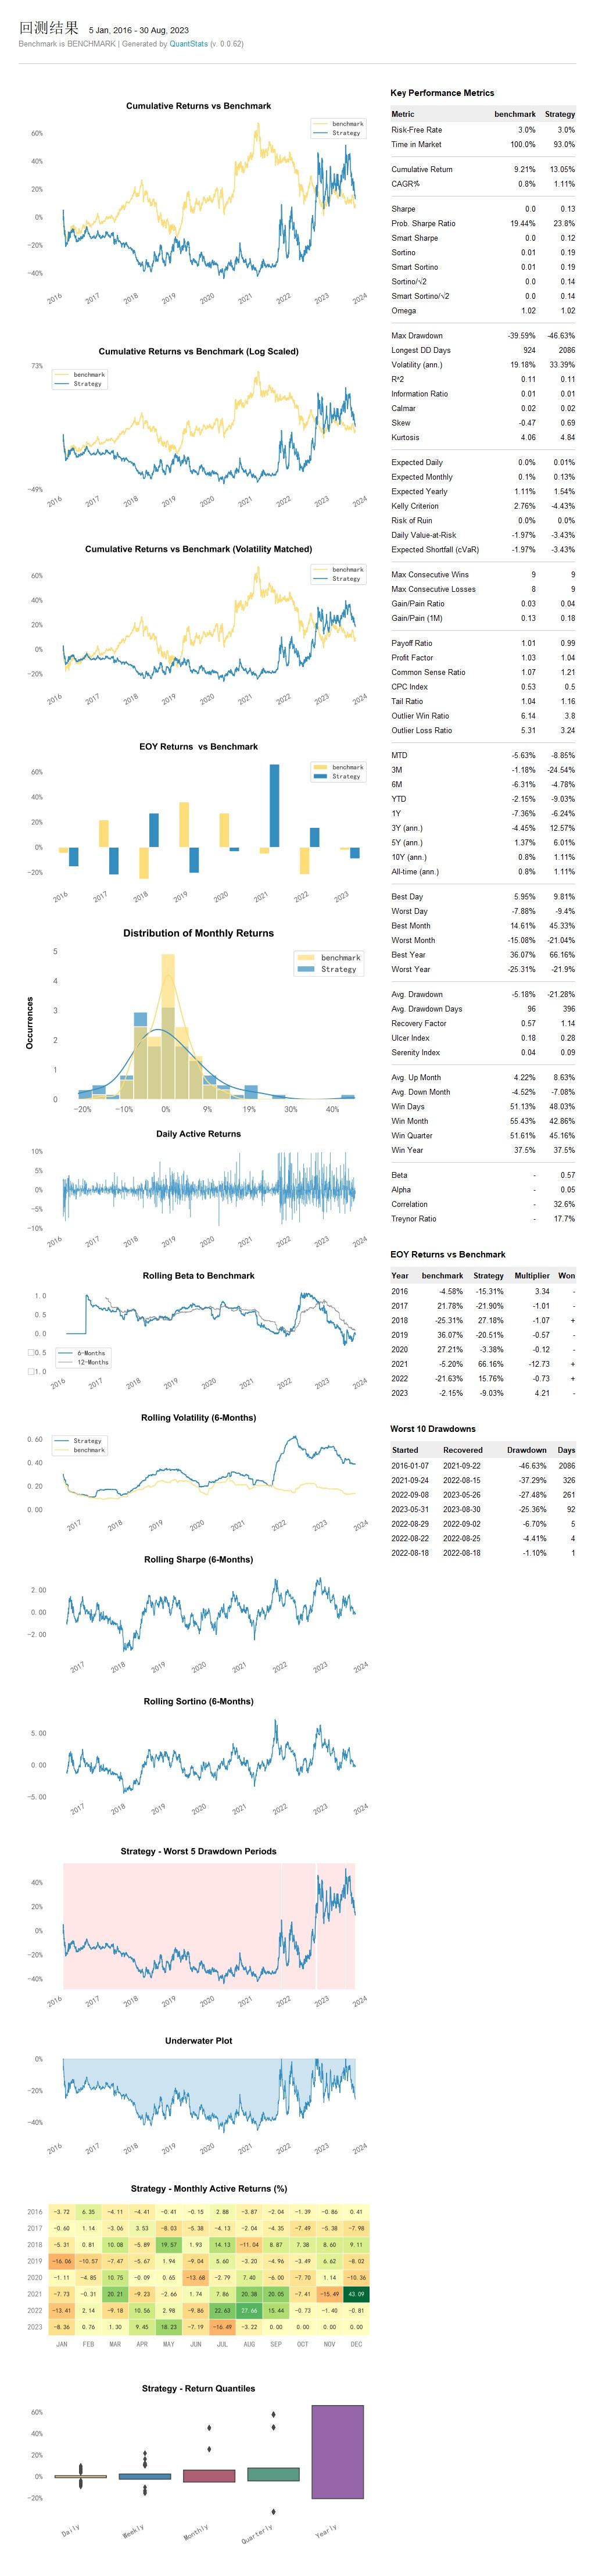 回测结果 5 Jan, 2016 - 30 Aug, 2023
Benchmark is BENCHMARK | Generated by QuantStats (v. 0.0.62)
Cumulative Returns vs Benchmark
benchmark
Strategy
60%
40%
20%
0%
−20%
−40%
2016 2017 2018 2019 2020 2021 2022 2023 2024
Cumulative Returns vs Benchmark (Log Scaled)
73%
benchmark
Strategy
−49%
2016 2017 2018 2019 2020 2021 2022 2023 2024
Cumulative Returns vs Benchmark (Volatility Matched)
benchmark
Strategy
60%
40%
20%
0%
−20%
2016 2017 2018 2019 2020 2021 2022 2023 2024
EOY Returns vs Benchmark
benchmark
Strategy
60%
40%
20%
0%
−20%
2016 2017 2018 2019 2020 2021 2022 2023
Distribution of Monthly Returns
benchmark
Strategy
Occurrences
5
4
3
2
1
0
−20% −10% 0% 9% 19% 30% 40%
Daily Active Returns
10%
5%
0%
−5%
−10%
2016 2017 2018 2019 2020 2021 2022 2023 2024
Rolling Beta to Benchmark
1.0
0.5
0.0
□0.5
□1.0
6-Months
12-Months
2016 2017 2018 2019 2020 2021 2022 2023 2024
Rolling Volatility (6-Months)
Strategy
benchmark
0.60
0.40
0.20
0.00
2017 2018 2019 2020 2021 2022 2023 2024
Rolling Sharpe (6-Months)
2.00
0.00
−2.00
2017 2018 2019 2020 2021 2022 2023 2024
Rolling Sortino (6-Months)
5.00
0.00
−5.00
2017 2018 2019 2020 2021 2022 2023 2024
Strategy - Worst 5 Drawdown Periods
40%
20%
0%
−20%
−40%
2016 2017 2018 2019 2020 2021 2022 2023 2024
Underwater Plot
0%
−20%
−40%
2016 2017 2018 2019 2020 2021 2022 2023 2024
Strategy - Monthly Active Returns (%)
2016 −3.72 6.35 −4.11 −4.41 −0.41 −0.15 2.88 −3.87 −2.04 −1.39 −0.86 0.41
2017 −0.60 1.14 −3.06 3.53 −8.03 −5.38 −4.13 −2.04 −4.35 −7.49 −5.38 −7.98
2018 −5.31 0.81 10.08 −5.89 19.57 1.93 14.13 −11.04 8.87 7.38 8.60 9.11
2019 −16.06 −10.57 −7.47 −5.67 1.94 −9.04 5.60 −3.20 −4.96 −3.49 6.62 −8.02
2020 −1.11 −4.85 10.75 −0.09 0.65 −13.68 −2.79 7.40 −6.00 −7.70 1.14 −10.36
2021 −7.73 −0.31 20.21 −9.23 −2.66 1.74 7.86 20.38 20.05 −7.41 −15.49 43.09
2022 −13.41 2.14 −9.18 10.56 2.98 −9.86 22.63 27.66 15.44 −0.73 −1.40 −0.81
2023 −8.36 0.76 1.30 9.45 18.23 −7.19 −16.49 −3.22 0.00 0.00 0.00 0.00
JAN FEB MAR APR MAY JUN JUL AUG SEP OCT NOV DEC
Strategy - Return Quantiles
60%
40%
20%
0%
−20%
Daily Weekly Monthly Quarterly Yearly
Key Performance Metrics
Metric benchmark Strategy
Risk-Free Rate 3.0% 3.0%
Time in Market 100.0% 93.0%
Cumulative Return 9.21% 13.05%
CAGR﹪ 0.8% 1.11%
Sharpe 0.0 0.13
Prob. Sharpe Ratio 19.44% 23.8%
Smart Sharpe 0.0 0.12
Sortino 0.01 0.19
Smart Sortino 0.01 0.19
Sortino/√2 0.0 0.14
Smart Sortino/√2 0.0 0.14
Omega 1.02 1.02
Max Drawdown -39.59% -46.63%
Longest DD Days 924 2086
Volatility (ann.) 19.18% 33.39%
R^2 0.11 0.11
Information Ratio 0.01 0.01
Calmar 0.02 0.02
Skew -0.47 0.69
Kurtosis 4.06 4.84
Expected Daily 0.0% 0.01%
Expected Monthly 0.1% 0.13%
Expected Yearly 1.11% 1.54%
Kelly Criterion 2.76% -4.43%
Risk of Ruin 0.0% 0.0%
Daily Value-at-Risk -1.97% -3.43%
Expected Shortfall (cVaR) -1.97% -3.43%
Max Consecutive Wins 9 9
Max Consecutive Losses 8 9
Gain/Pain Ratio 0.03 0.04
Gain/Pain (1M) 0.13 0.18
Payoff Ratio 1.01 0.99
Profit Factor 1.03 1.04
Common Sense Ratio 1.07 1.21
CPC Index 0.53 0.5
Tail Ratio 1.04 1.16
Outlier Win Ratio 6.14 3.8
Outlier Loss Ratio 5.31 3.24
MTD -5.63% -8.85%
3M -1.18% -24.54%
6M -6.31% -4.78%
YTD -2.15% -9.03%
1Y -7.36% -6.24%
3Y (ann.) -4.45% 12.57%
5Y (ann.) 1.37% 6.01%
10Y (ann.) 0.8% 1.11%
All-time (ann.) 0.8% 1.11%
Best Day 5.95% 9.81%
Worst Day -7.88% -9.4%
Best Month 14.61% 45.33%
Worst Month -15.08% -21.04%
Best Year 36.07% 66.16%
Worst Year -25.31% -21.9%
Avg. Drawdown -5.18% -21.28%
Avg. Drawdown Days 96 396
Recovery Factor 0.57 1.14
Ulcer Index 0.18 0.28
Serenity Index 0.04 0.09
Avg. Up Month 4.22% 8.63%
Avg. Down Month -4.52% -7.08%
Win Days 51.13% 48.03%
Win Month 55.43% 42.86%
Win Quarter 51.61% 45.16%
Win Year 37.5% 37.5%
Beta - 0.57
Alpha - 0.05
Correlation - 32.6%
Treynor Ratio - 17.7%
EOY Returns vs Benchmark
Year benchmark Strategy Multiplier Won
2016 -4.58% -15.31% 3.34 -
2017 21.78% -21.90% -1.01 -
2018 -25.31% 27.18% -1.07 +
2019 36.07% -20.51% -0.57 -
2020 27.21% -3.38% -0.12 -
2021 -5.20% 66.16% -12.73 +
2022 -21.63% 15.76% -0.73 +
2023 -2.15% -9.03% 4.21 -
Worst 10 Drawdowns
Started Recovered Drawdown Days
2016-01-07 2021-09-22 -46.63% 2086
2021-09-24 2022-08-15 -37.29% 326
2022-09-08 2023-05-26 -27.48% 261
2023-05-31 2023-08-30 -25.36% 92
2022-08-29 2022-09-02 -6.70% 5
2022-08-22 2022-08-25 -4.41% 4
2022-08-18 2022-08-18 -1.10% 1